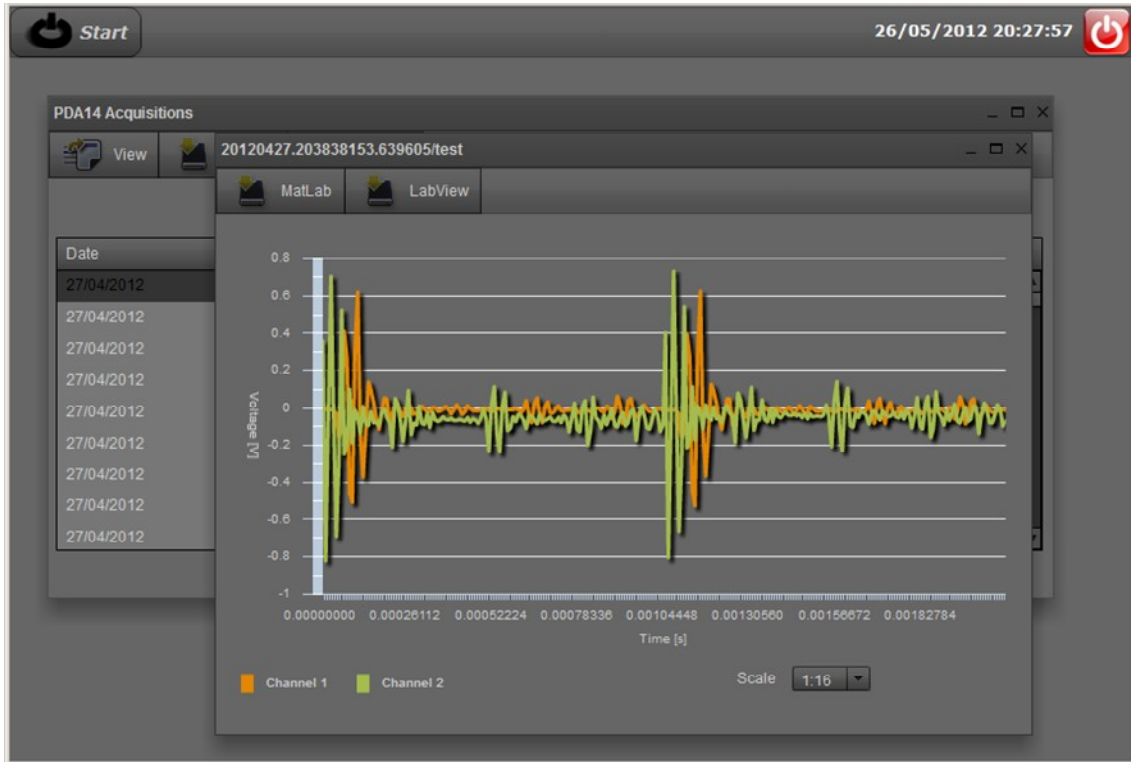 Start
26/05/2012 20:27:57
PDA14 Acquisitions
View
20120427.203838153.639605/test
MatLab LabView
Date
27/04/2012
27/04/2012
27/04/2012
27/04/2012
27/04/2012
27/04/2012
27/04/2012
27/04/2012
27/04/2012
0.8
0.6
0.4
0.2
0
-0.2
-0.4
-0.6
-0.8
-1
Voltage [V]
0.00000000 0.00026112 0.00052224 0.00078336 0.00104448 0.00130560 0.00156672 0.00182784
Time [s]
Channel 1 Channel 2
Scale 1:16